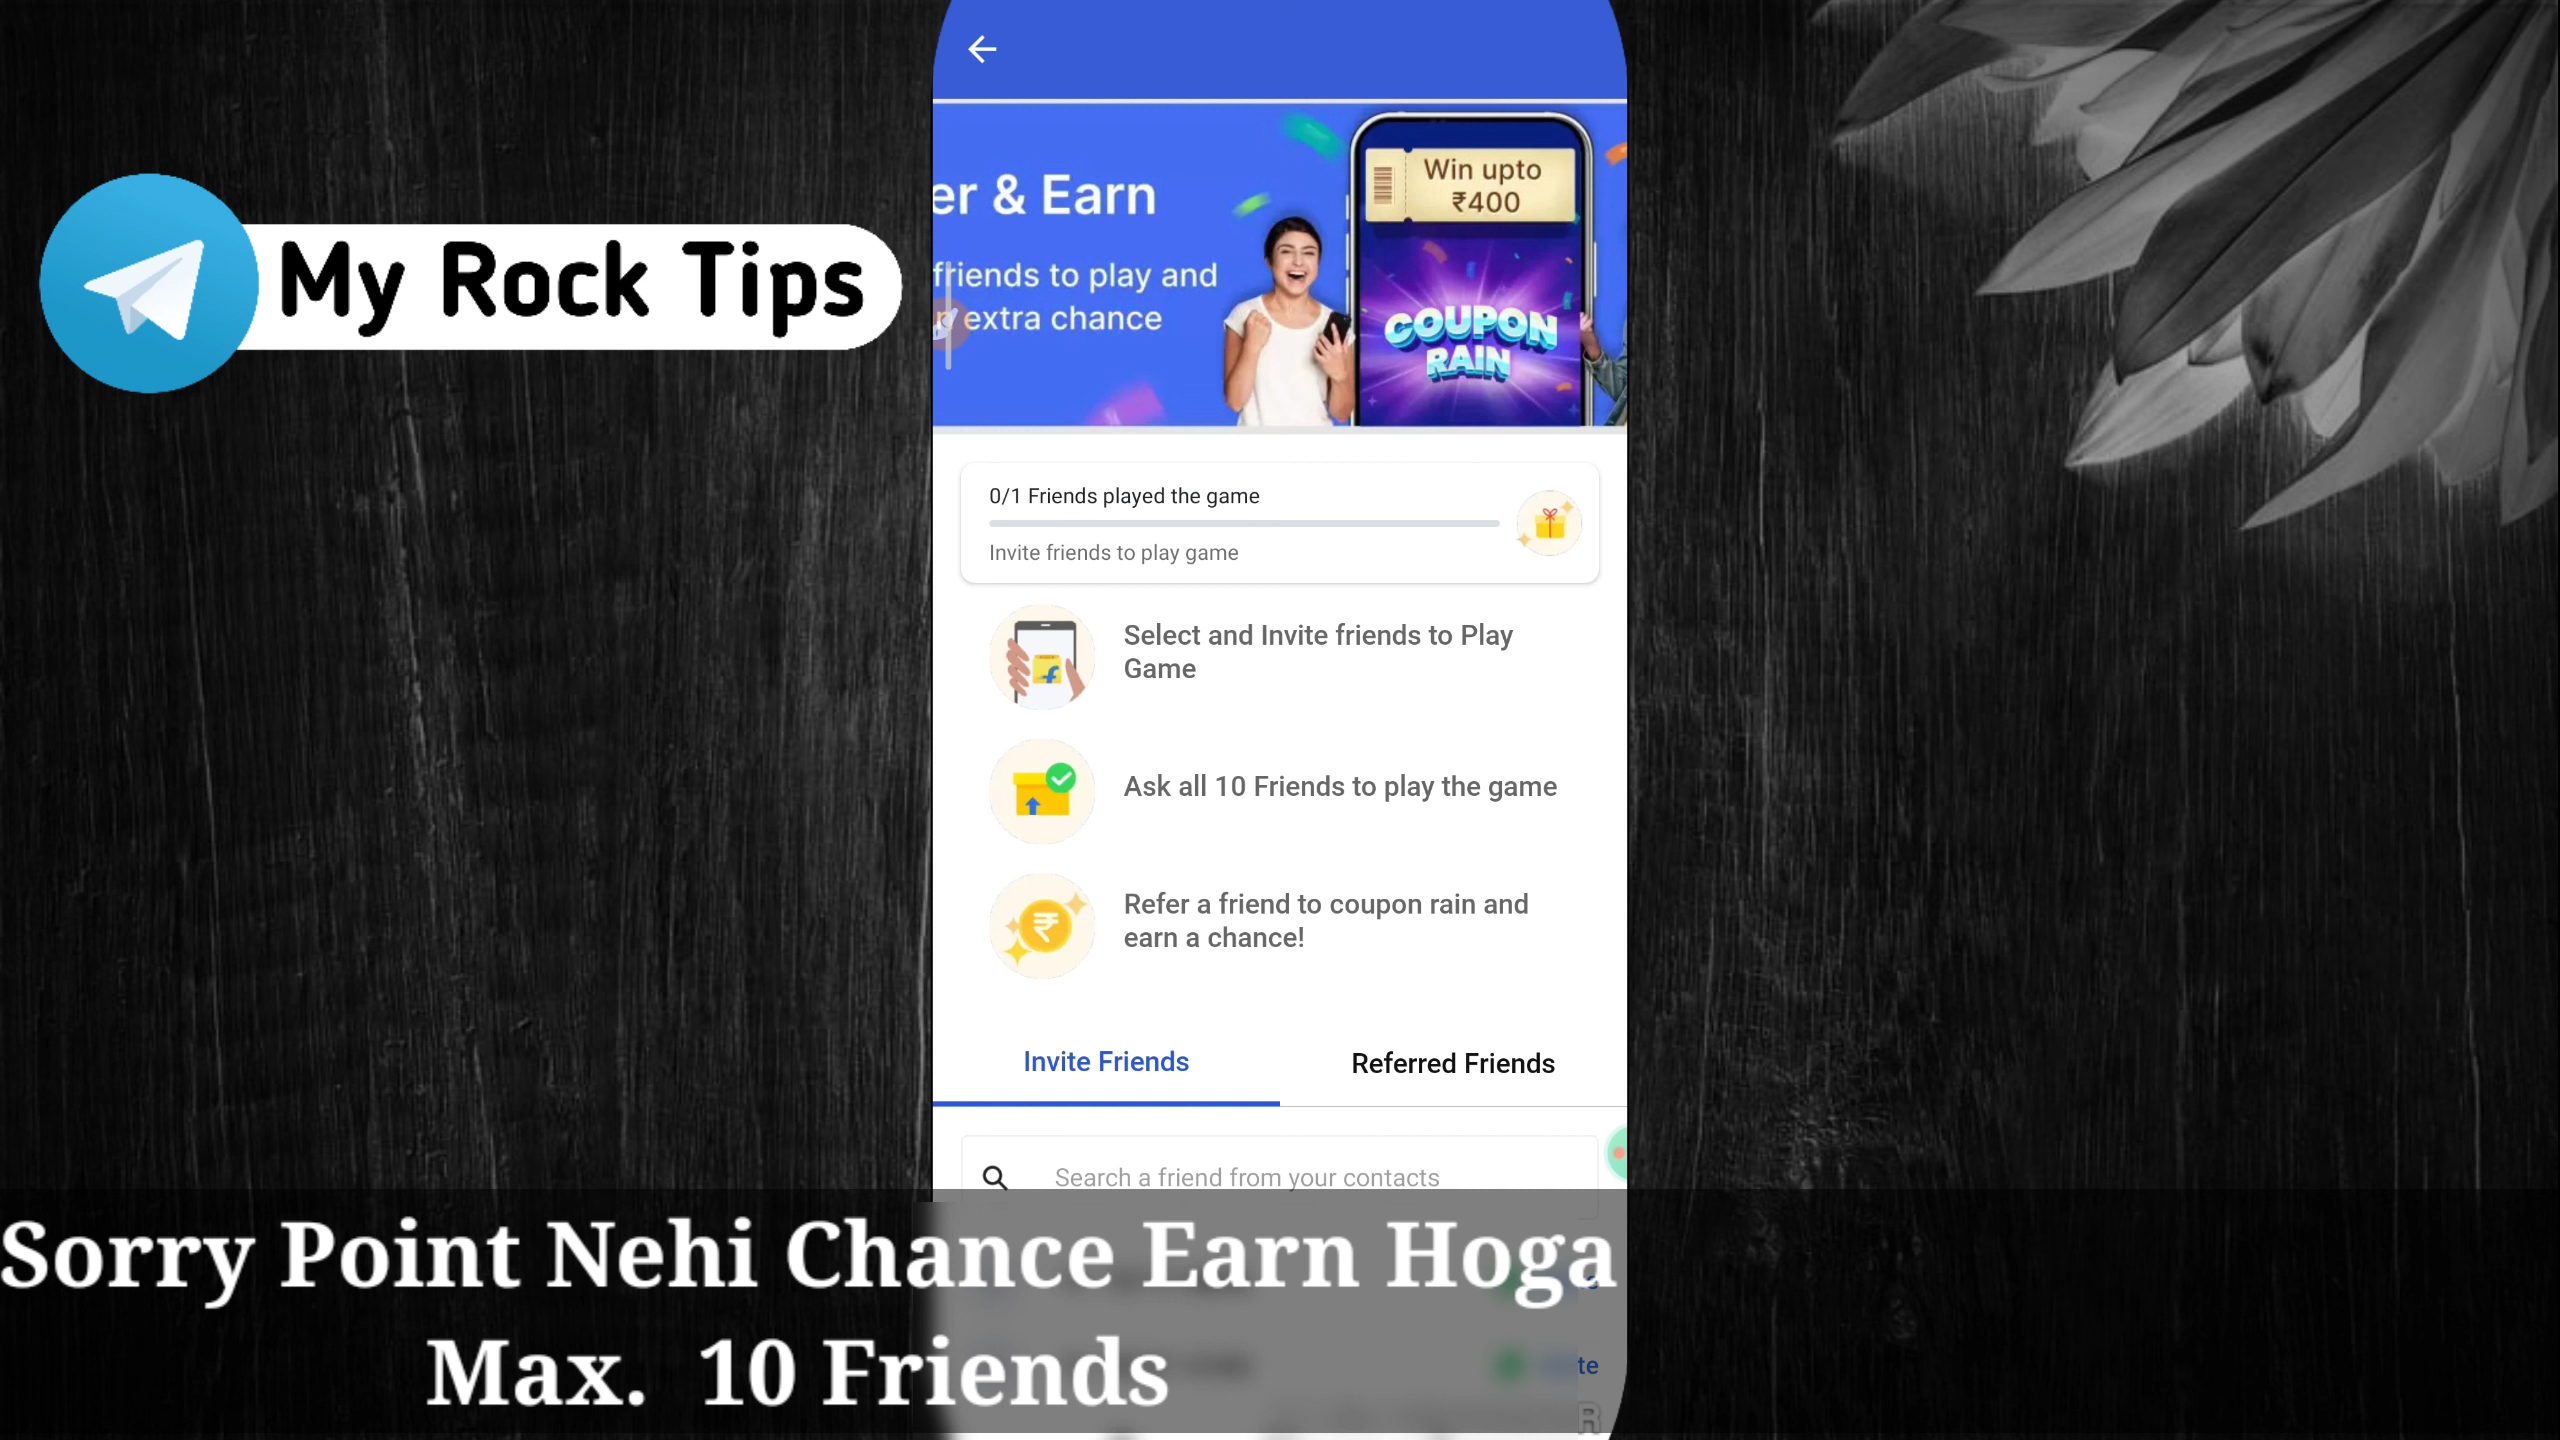 My Rock Tips
er & Earn
friends to play and
extra chance
Win upto
₹400
COUPON
RAIN
0/1 Friends played the game
Invite friends to play game
Select and Invite friends to Play
Game
Ask all 10 Friends to play the game
Refer a friend to coupon rain and
earn a chance!
Invite Friends
Referred Friends
Search a friend from your contacts
Sorry Point Nehi Chance Earn Hoga
Max. 10 Friends
te
R